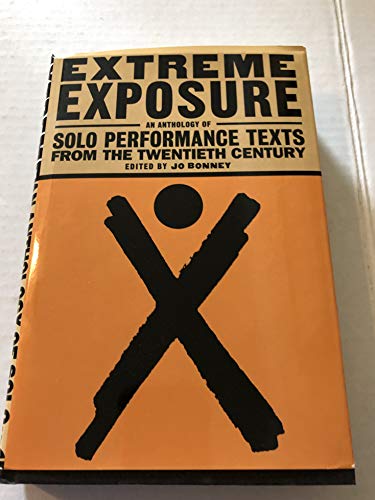 EXTREME
EXPOSURE
AN ANTHOLOGY OF
SOLO PERFORMANCE TEXTS
FROM THE TWENTIETH CENTURY
EDITED BY JO BONNEY